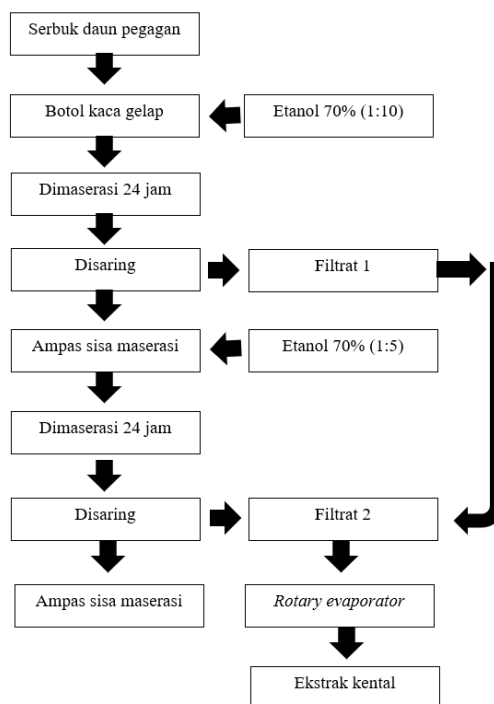 Serbuk daun pegagan
Botol kaca gelap
Etanol 70% (1:10)
Dimaserasi 24 jam
Disaring
Filtrat 1
Ampas sisa maserasi
Etanol 70% (1:5)
Dimaserasi 24 jam
Disaring
Filtrat 2
Ampas sisa maserasi
Rotary evaporator
Ekstrak kental